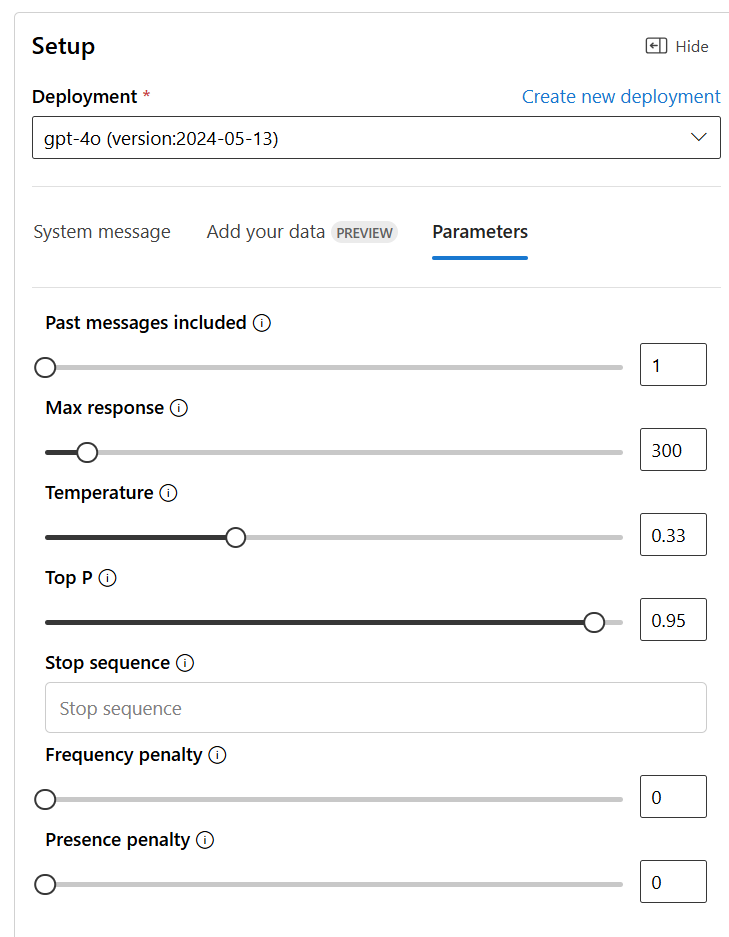 Setup
Hide
Deployment *
Create new deployment
gpt-4o (version:2024-05-13)
System message
Add your data PREVIEW
Parameters
Past messages included
1
Max response
300
Temperature
0.33
Top P
0.95
Stop sequence
Stop sequence
Frequency penalty
0
Presence penalty
0